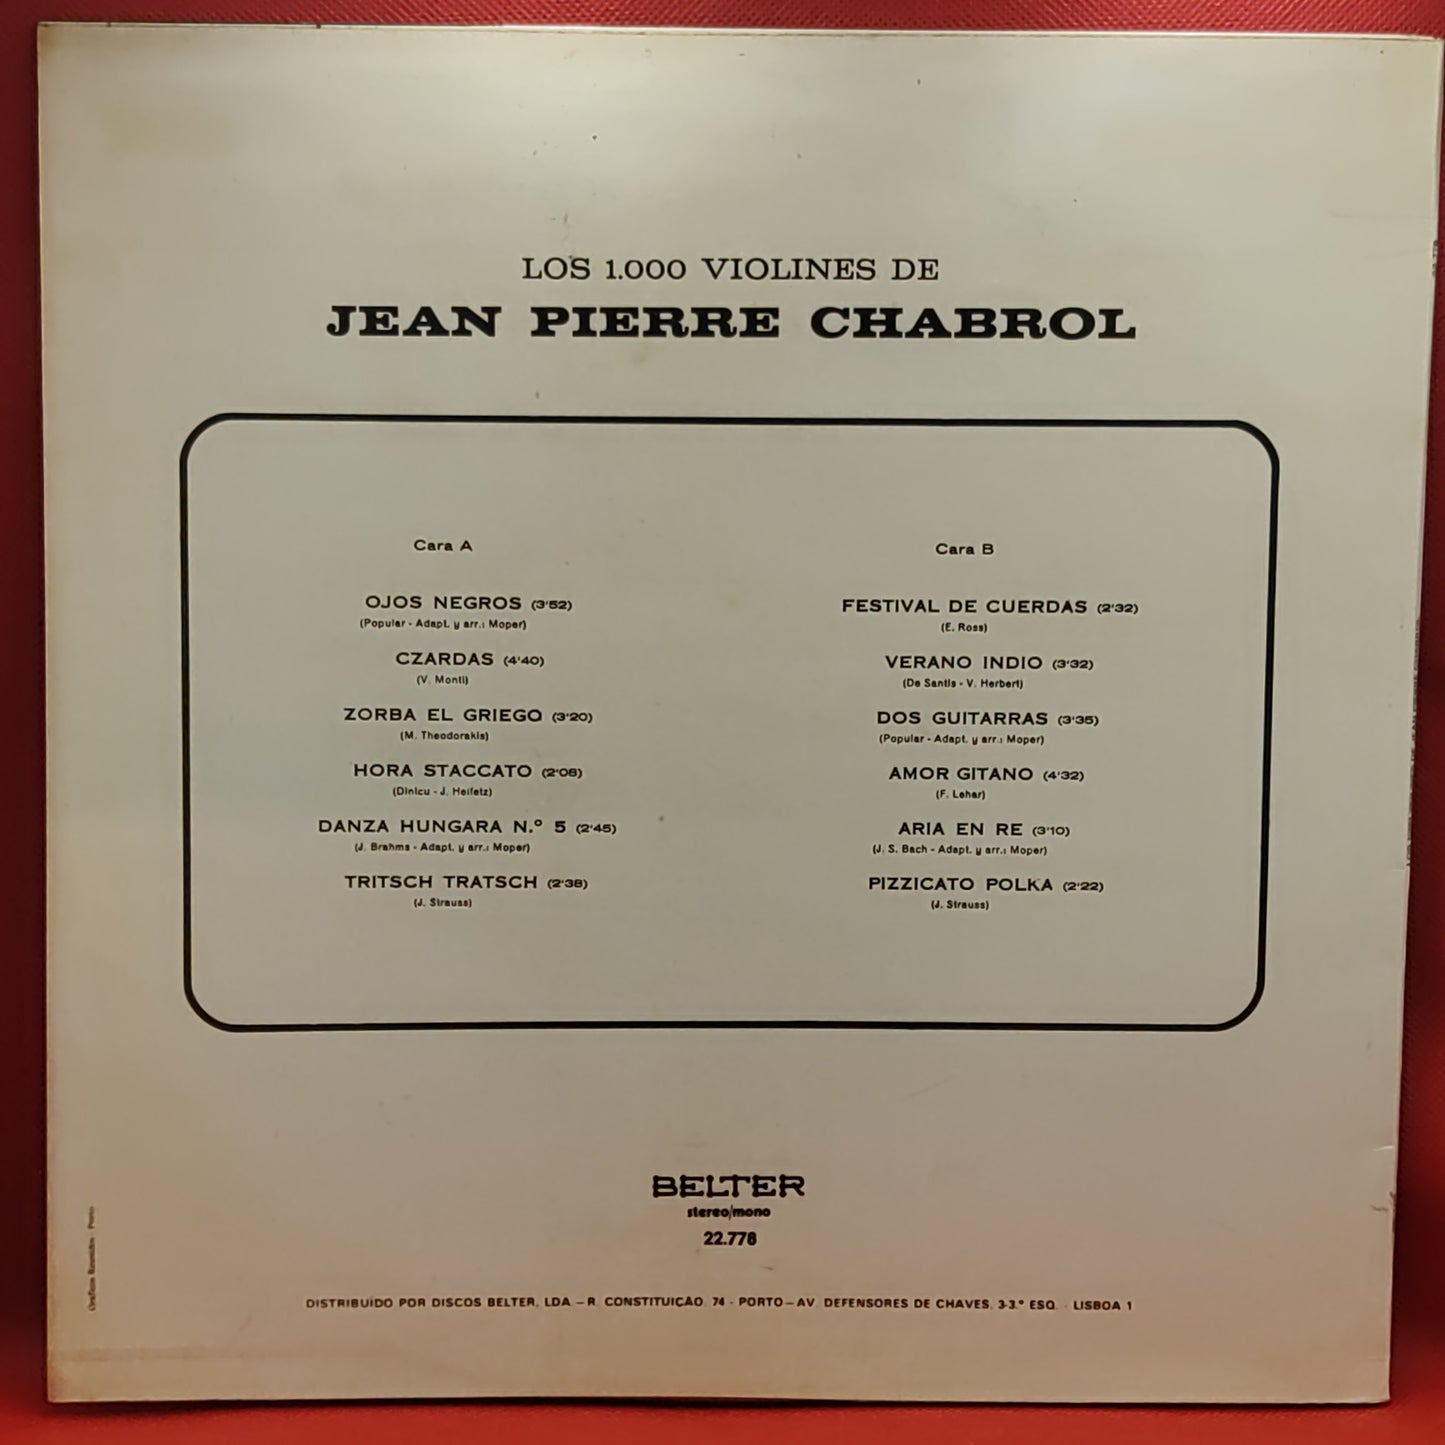 LOS 1.000 VIOLINES DE
JEAN PIERRE CHABROL
Cara A
OJOS NEGROS (3'52)
(Popular - Adapt. y arr.: Moper)
CZARDAS (4'40)
(V. Monti)
ZORBA EL GRIEGO (3'20)
(M. Theodorakis)
HORA STACCATO (2'08)
(Dinicu - J. Heifetz)
DANZA HUNGARA N.º 5 (2'45)
(J. Brahms - Adapt. y arr.: Moper)
TRITSCH TRATSCH (2'38)
(J. Strauss)
Cara B
FESTIVAL DE CUERDAS (2'32)
(E. Ross)
VERANO INDIO (3'32)
(De Santis - V. Herbert)
DOS GUITARRAS (3'35)
(Popular - Adapt. y arr.: Moper)
AMOR GITANO (4'32)
(F. Lehar)
ARIA EN RE (3'10)
(J. S. Bach - Adapt. y arr.: Moper)
PIZZICATO POLKA (2'22)
(J. Strauss)
BELTER
stereo/mono
22.778
DISTRIBUÍDO POR DISCOS BELTER, LDA. – R. CONSTITUIÇÃO, 74 - PORTO – AV. DEFENSORES DE CHAVES, 3-3.º ESQ. - LISBOA 1
Gráficos Reunidos - Porto